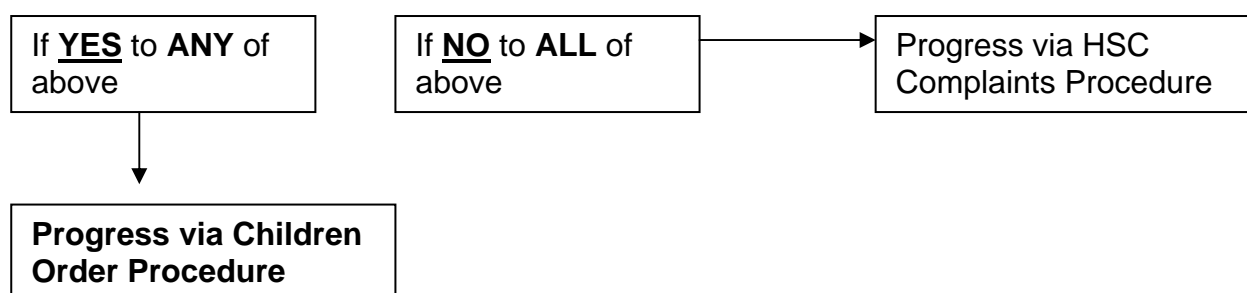 If YES to ANY of
above
If NO to ALL of
above
Progress via HSC
Complaints Procedure
Progress via Children
Order Procedure